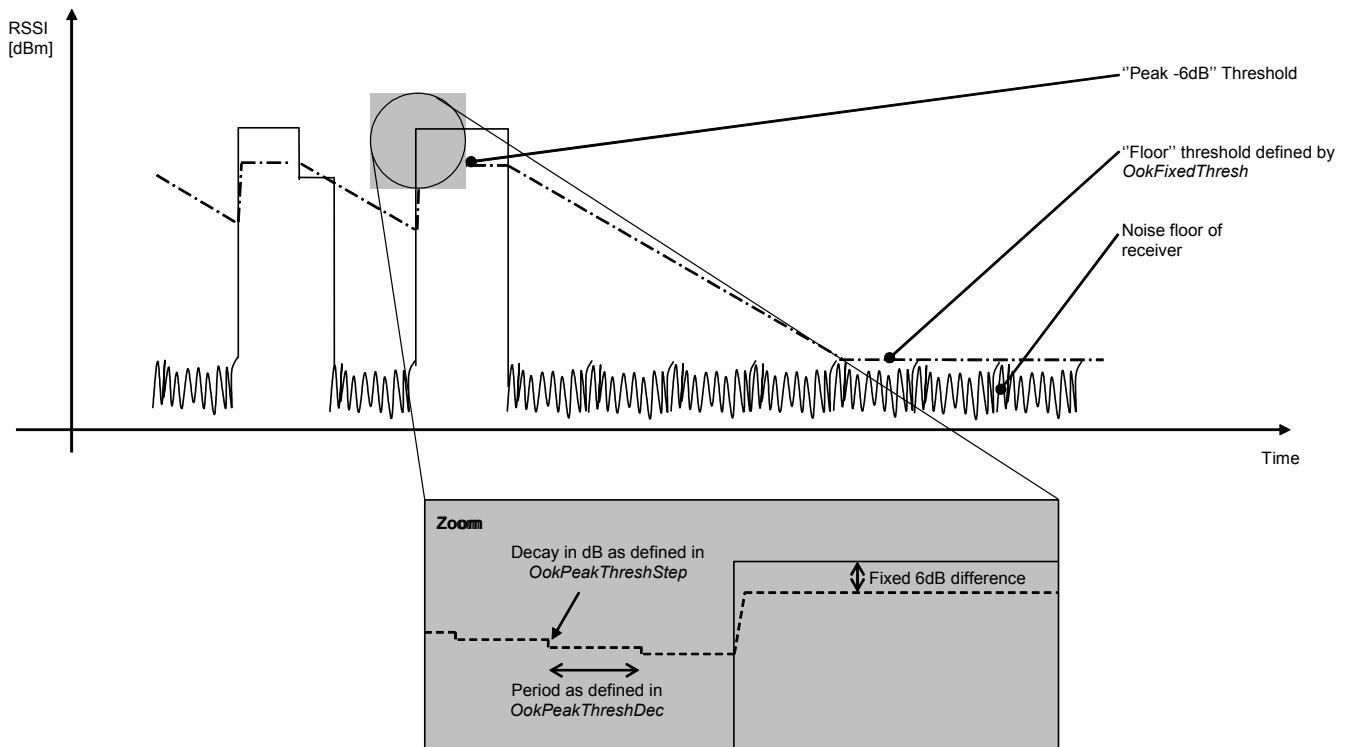 RSSI
[dBm]
‘’Peak -6dB’’ Threshold
‘’Floor’’ threshold defined by
OokFixedThresh
Noise floor of
receiver
Time
Zoom
Decay in dB as defined in
OokPeakThreshStep
Fixed 6dB difference
Period as defined in
OokPeakThreshDec